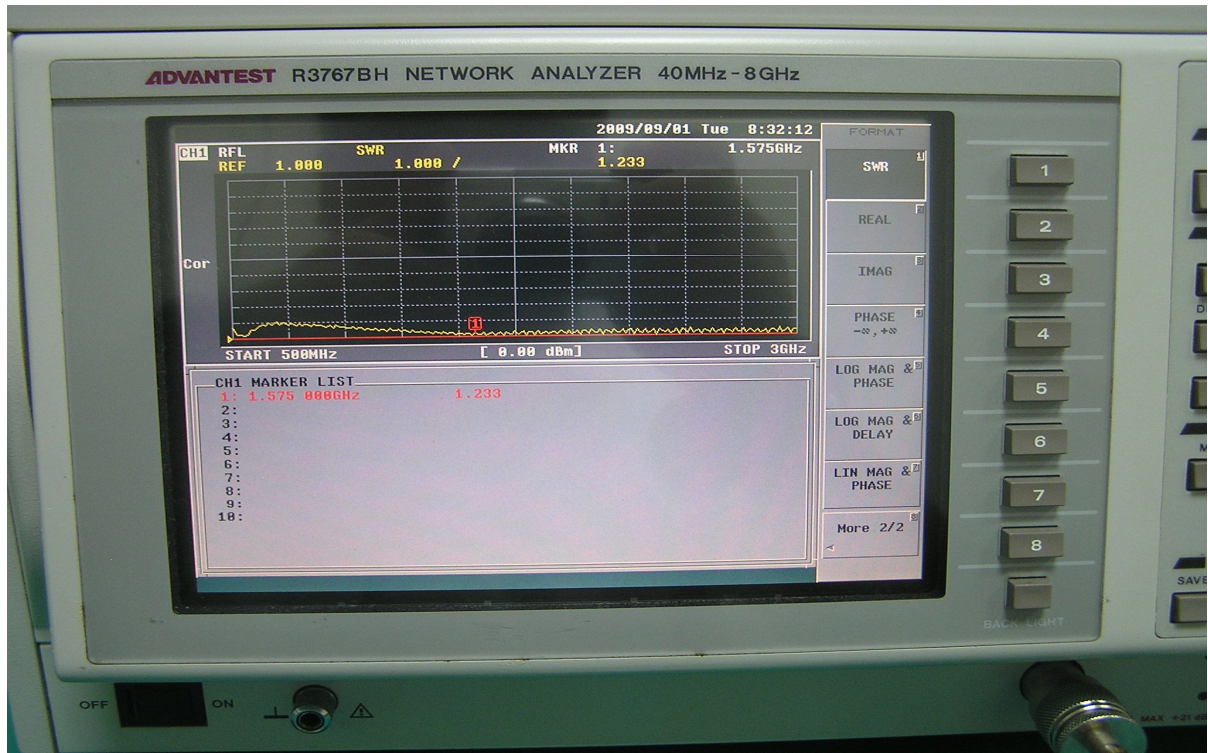 ADVANTEST R3767BH NETWORK ANALYZER 40MHz-8GHz
2009/09/01 Tue 8:32:12
CH1 RFL SWR MKR 1: 1.575GHz
REF 1.000 1.000 / 1.233
Cor
1
START 500MHz [ 0.00 dBm] STOP 3GHz
CH1 MARKER LIST
1: 1.575 000GHz 1.233
2:
3:
4:
5:
6:
7:
8:
9:
10:
FORMAT
SWR
REAL
IMAG
PHASE
-∞,+∞
LOG MAG &
PHASE
LOG MAG &
DELAY
LIN MAG &
PHASE
More 2/2
1
2
3
4
5
6
7
8
BACK LIGHT
SAVE
OFF ON
MAX +21